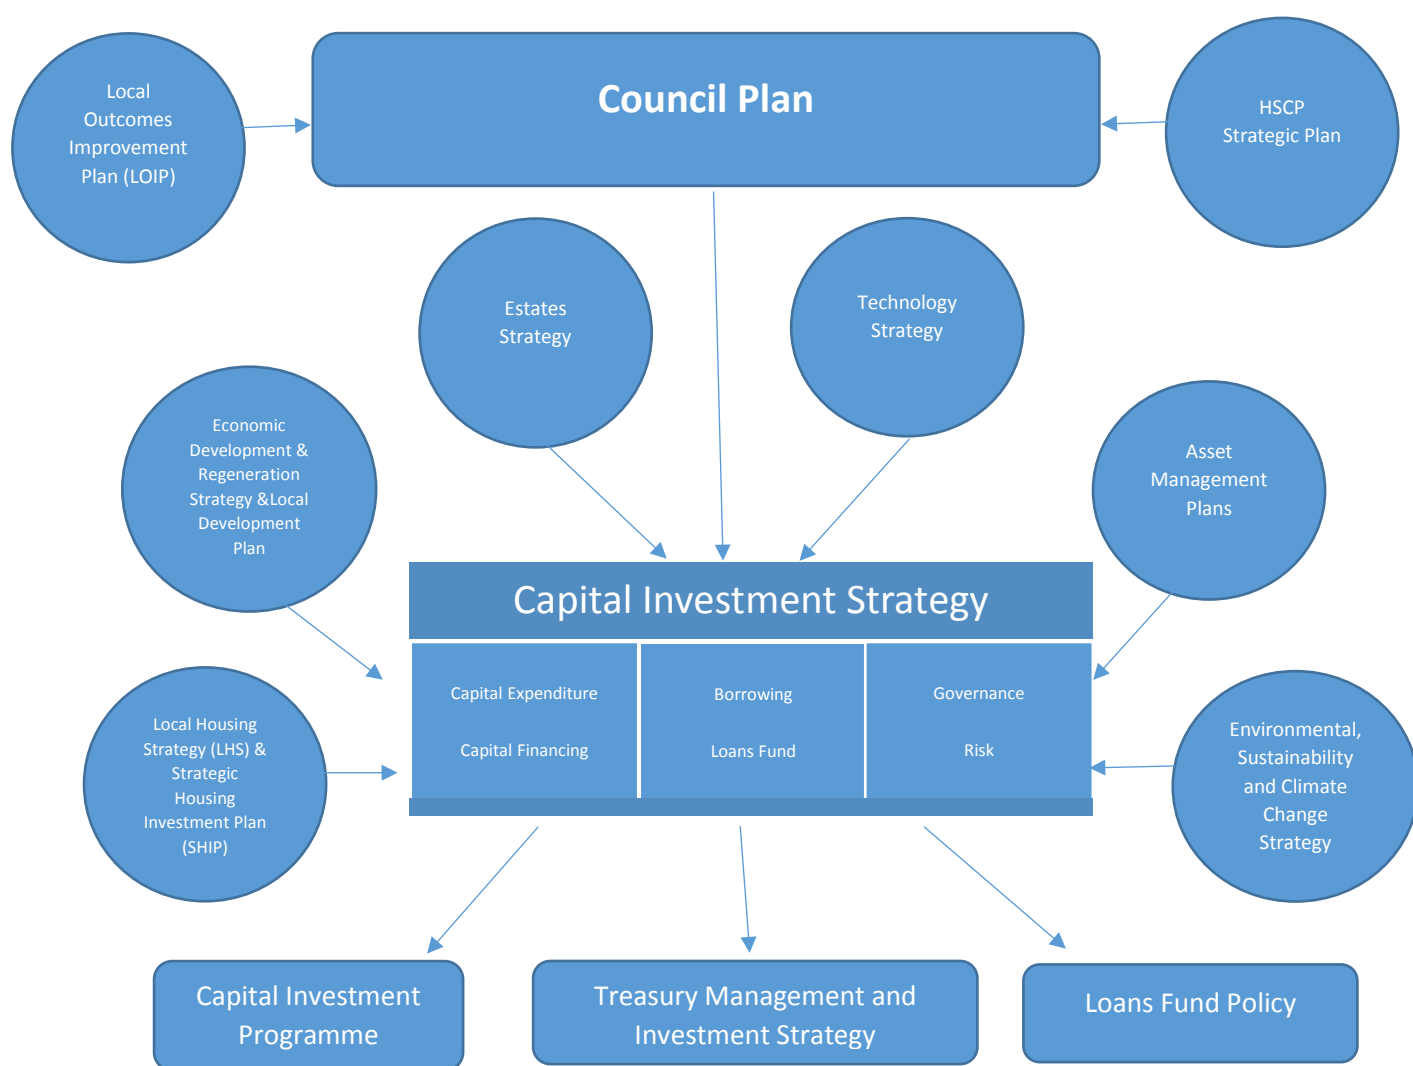 Council Plan
Local
Outcomes
Improvement
Plan (LOIP)
HSCP
Strategic Plan
Estates
Strategy
Technology
Strategy
Economic
Development &
Regeneration
Strategy &Local
Development
Plan
Asset
Management
Plans
Capital Investment Strategy
Capital Expenditure
Capital Financing
Borrowing
Loans Fund
Governance
Risk
Local Housing
Strategy (LHS) &
Strategic
Housing
Investment Plan
(SHIP)
Environmental,
Sustainability
and Climate
Change
Strategy
Capital Investment
Programme
Treasury Management and
Investment Strategy
Loans Fund Policy